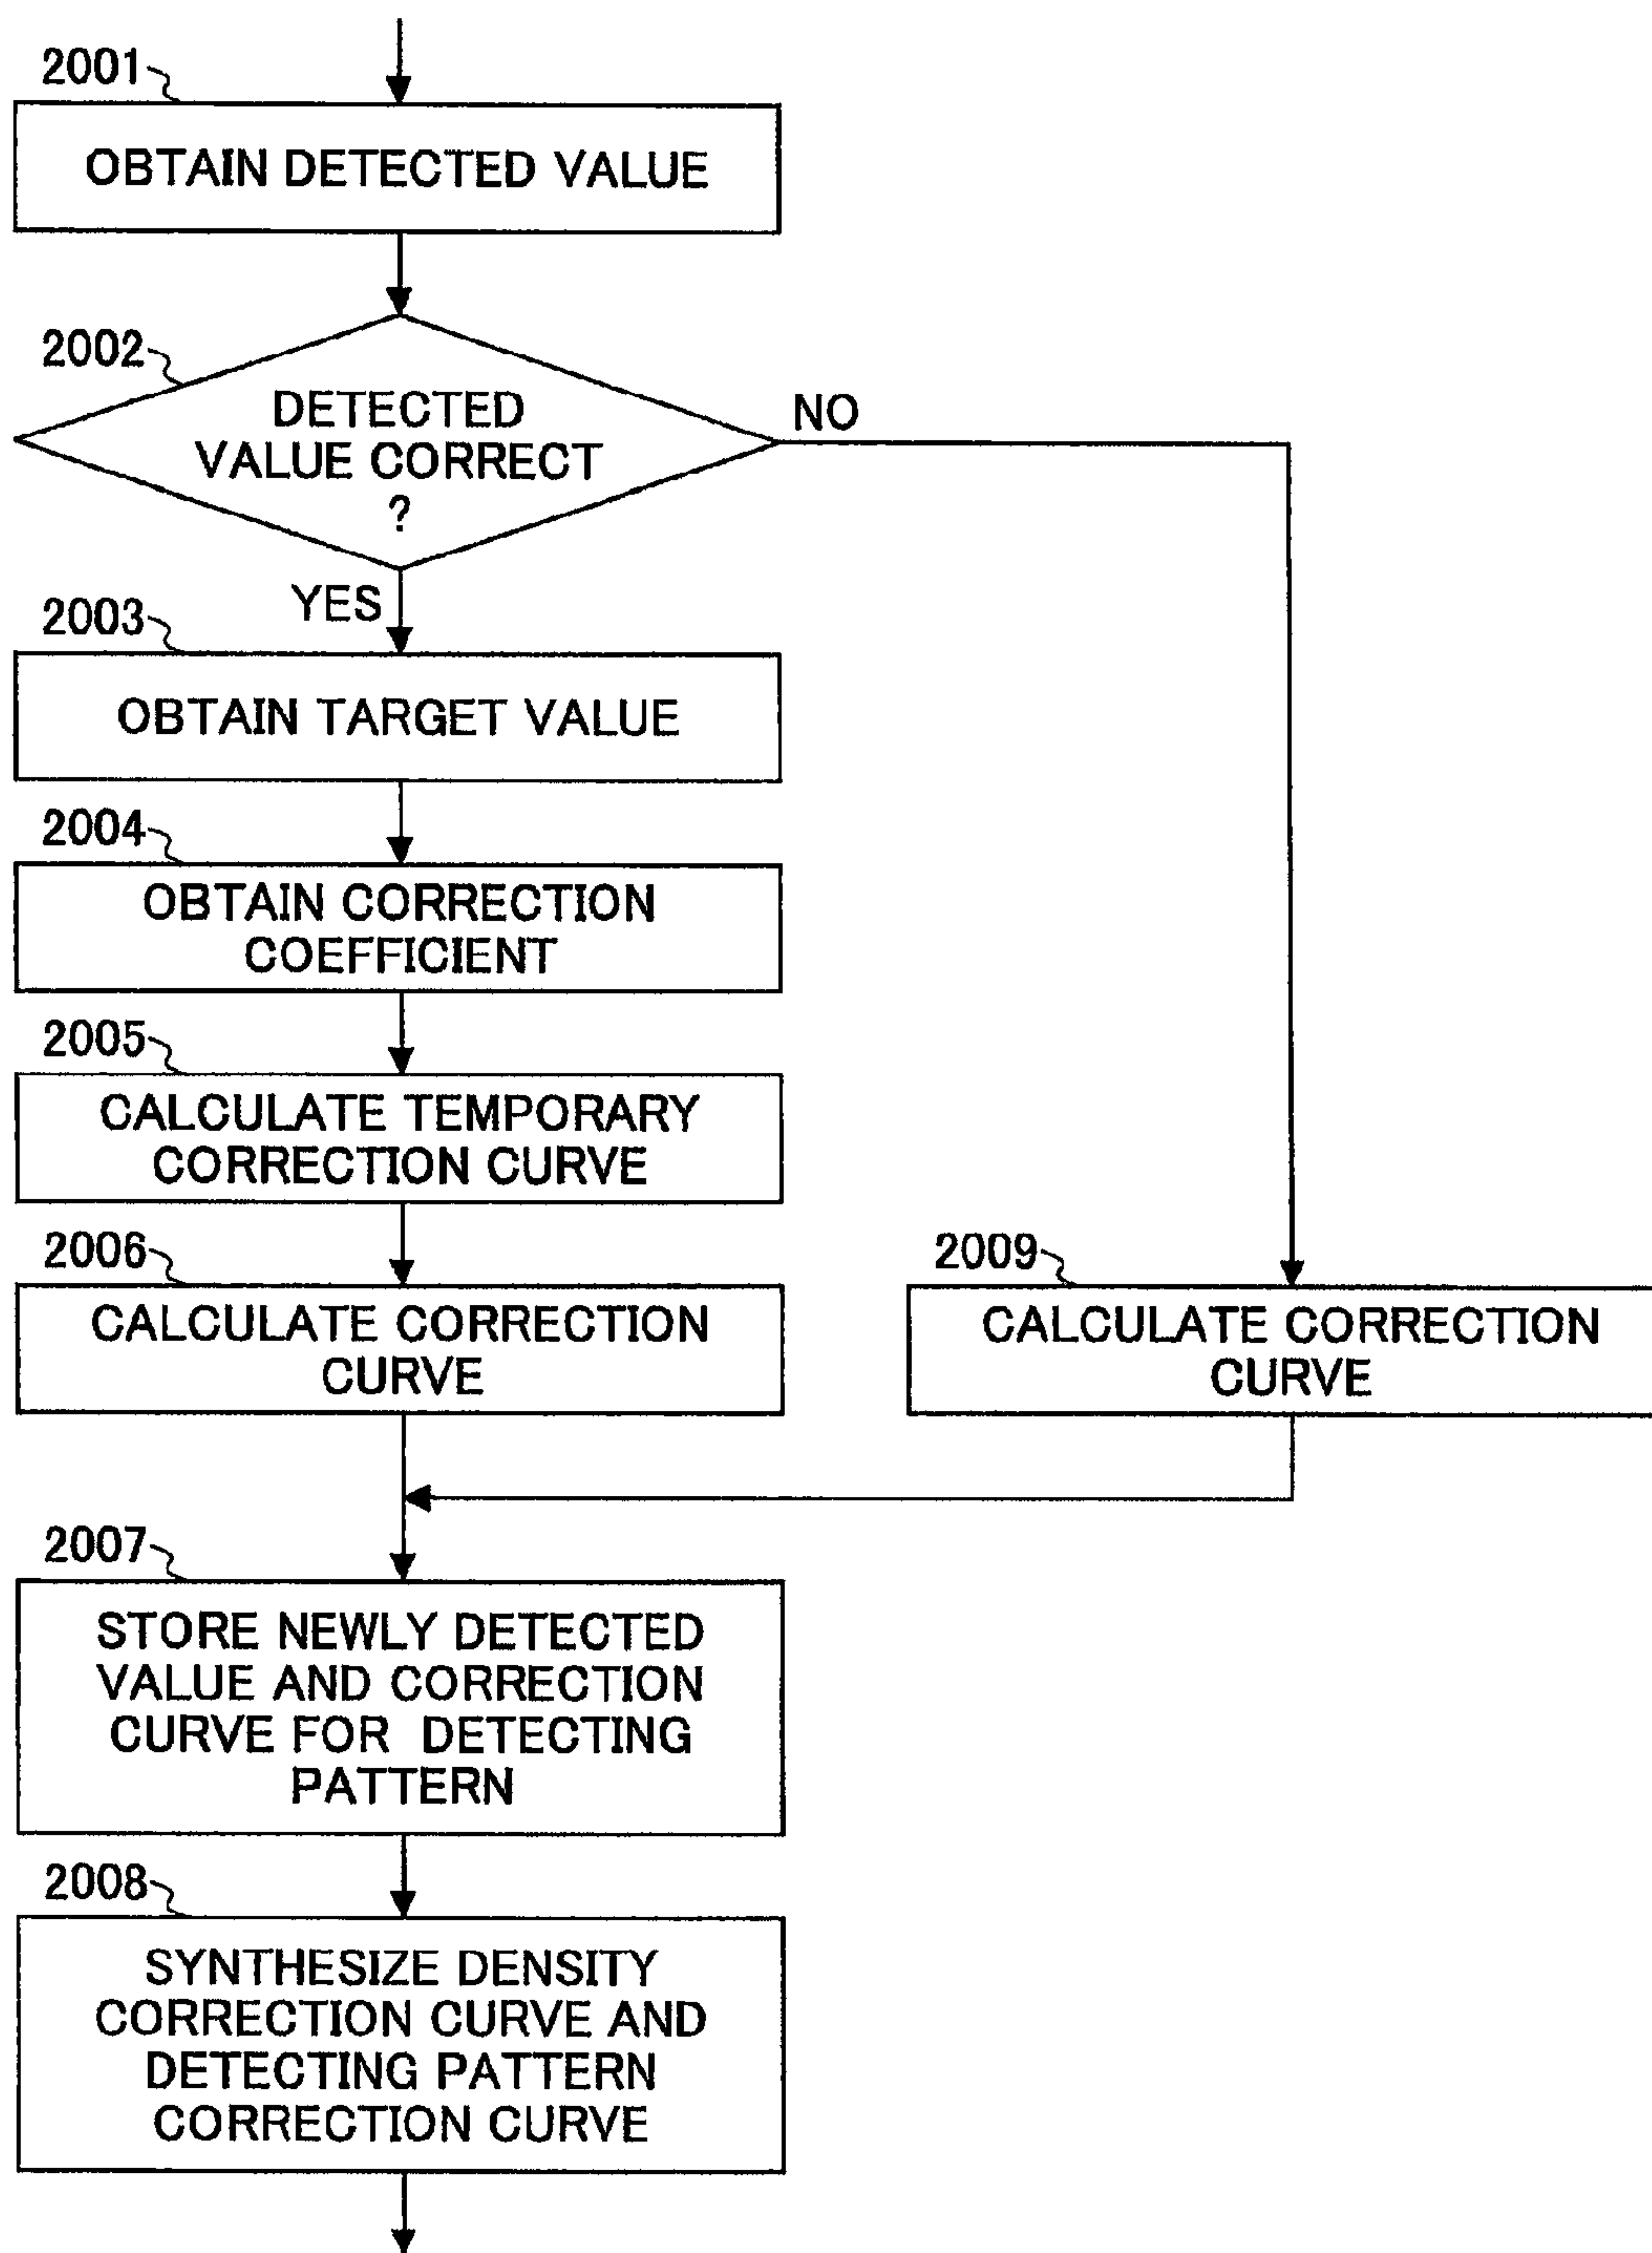 2001
OBTAIN DETECTED VALUE
2002
DETECTED
VALUE CORRECT
?
NO
YES
2003
OBTAIN TARGET VALUE
2004
OBTAIN CORRECTION
COEFFICIENT
2005
CALCULATE TEMPORARY
CORRECTION CURVE
2006
CALCULATE CORRECTION
CURVE
2009
CALCULATE CORRECTION
CURVE
2007
STORE NEWLY DETECTED
VALUE AND CORRECTION
CURVE FOR DETECTING
PATTERN
2008
SYNTHESIZE DENSITY
CORRECTION CURVE AND
DETECTING PATTERN
CORRECTION CURVE